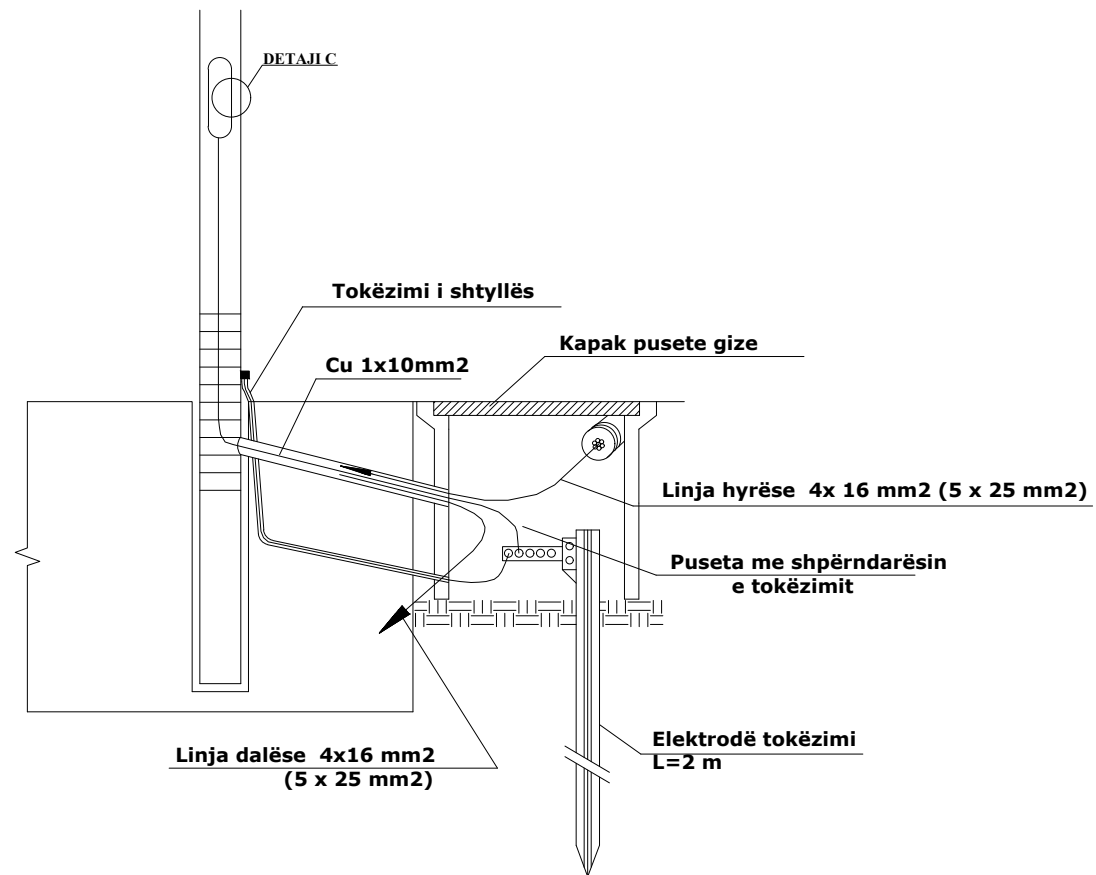 DETAJI C
Tokëzimi i shtyllës
Kapak pusete gize
Cu 1x10mm2
Linja hyrëse 4x 16 mm2 (5 x 25 mm2)
Puseta me shpërndarësin
e tokëzimit
Elektrodë tokëzimi
L=2 m
Linja dalëse 4x16 mm2
(5 x 25 mm2)